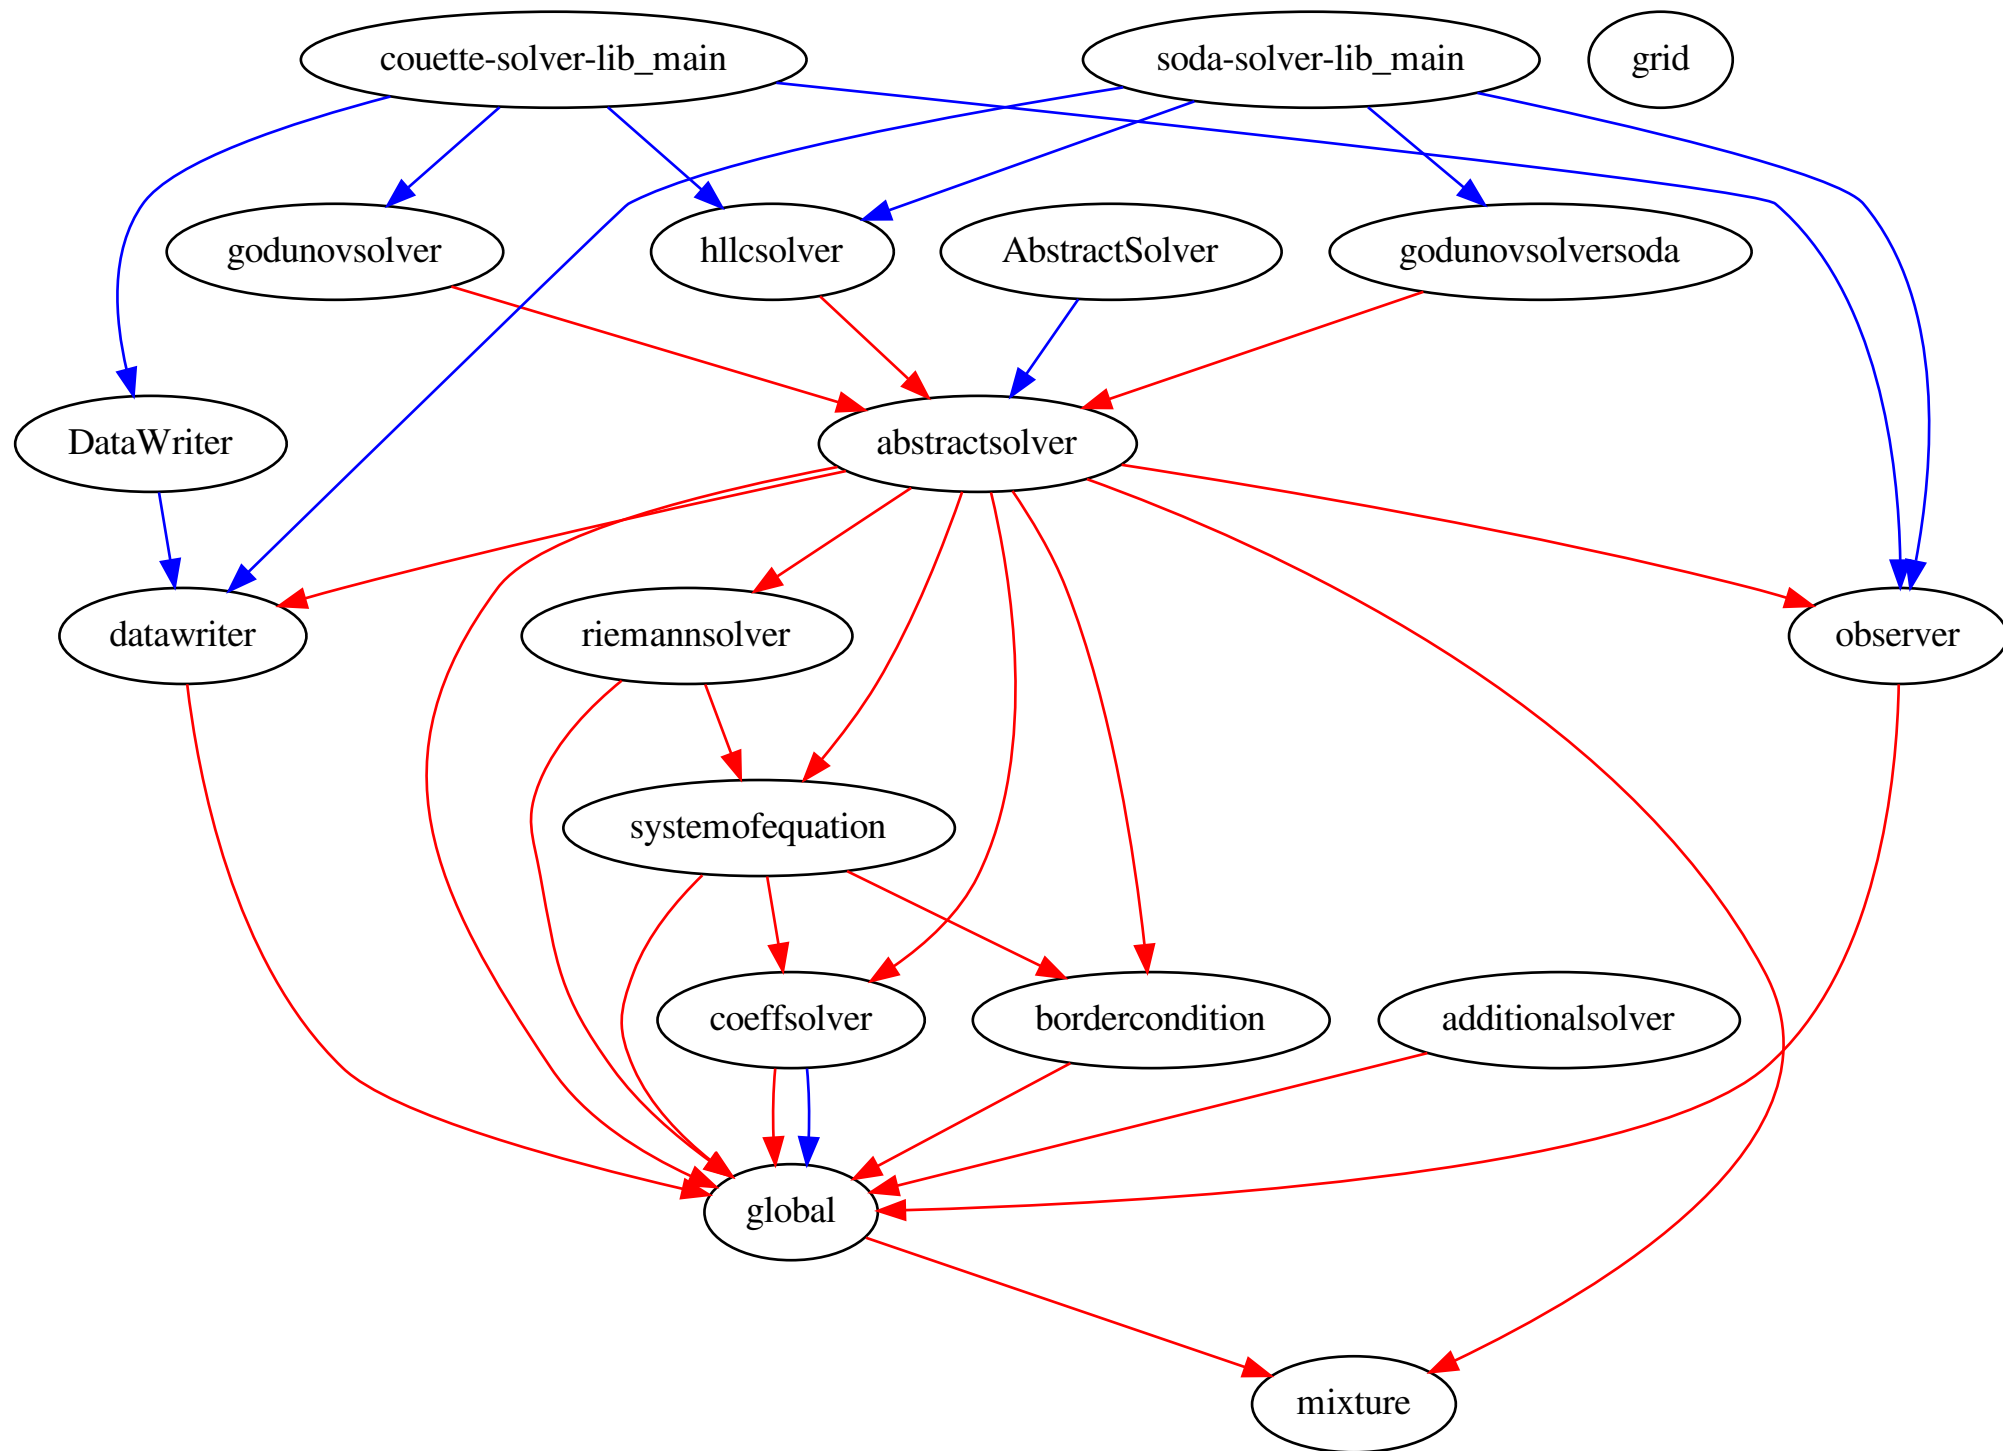 couette-solver-lib_main
soda-solver-lib_main
grid
godunovsolver
hllcsolver
AbstractSolver
godunovsolversoda
DataWriter
abstractsolver
datawriter
riemannsolver
observer
systemofequation
coeffsolver
bordercondition
additionalsolver
global
mixture